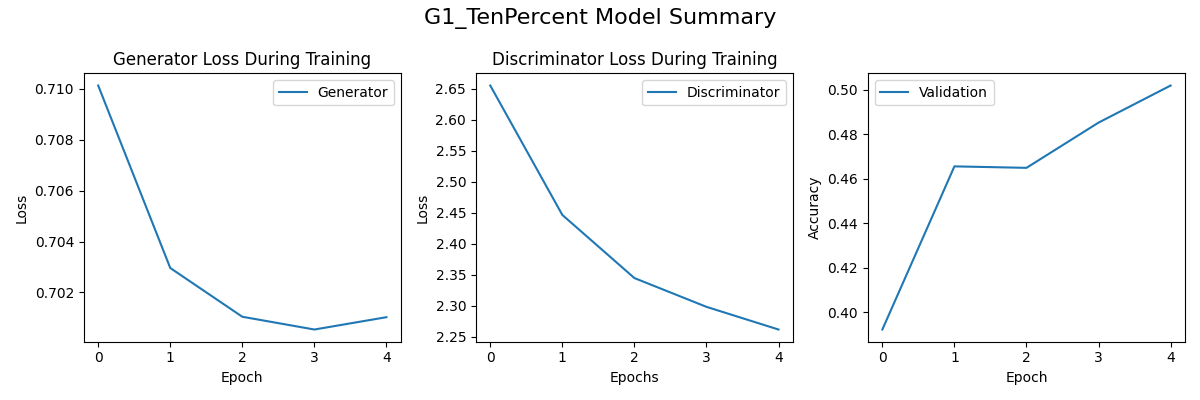 G1_TenPercent Model Summary
Generator Loss During Training
Generator
0.710
0.708
0.706
0.704
0.702
Loss
0 1 2 3 4
Epoch
Discriminator Loss During Training
Discriminator
2.65
2.60
2.55
2.50
2.45
2.40
2.35
2.30
2.25
Loss
0 1 2 3 4
Epochs
Validation
0.50
0.48
0.46
0.44
0.42
0.40
Accuracy
0 1 2 3 4
Epoch